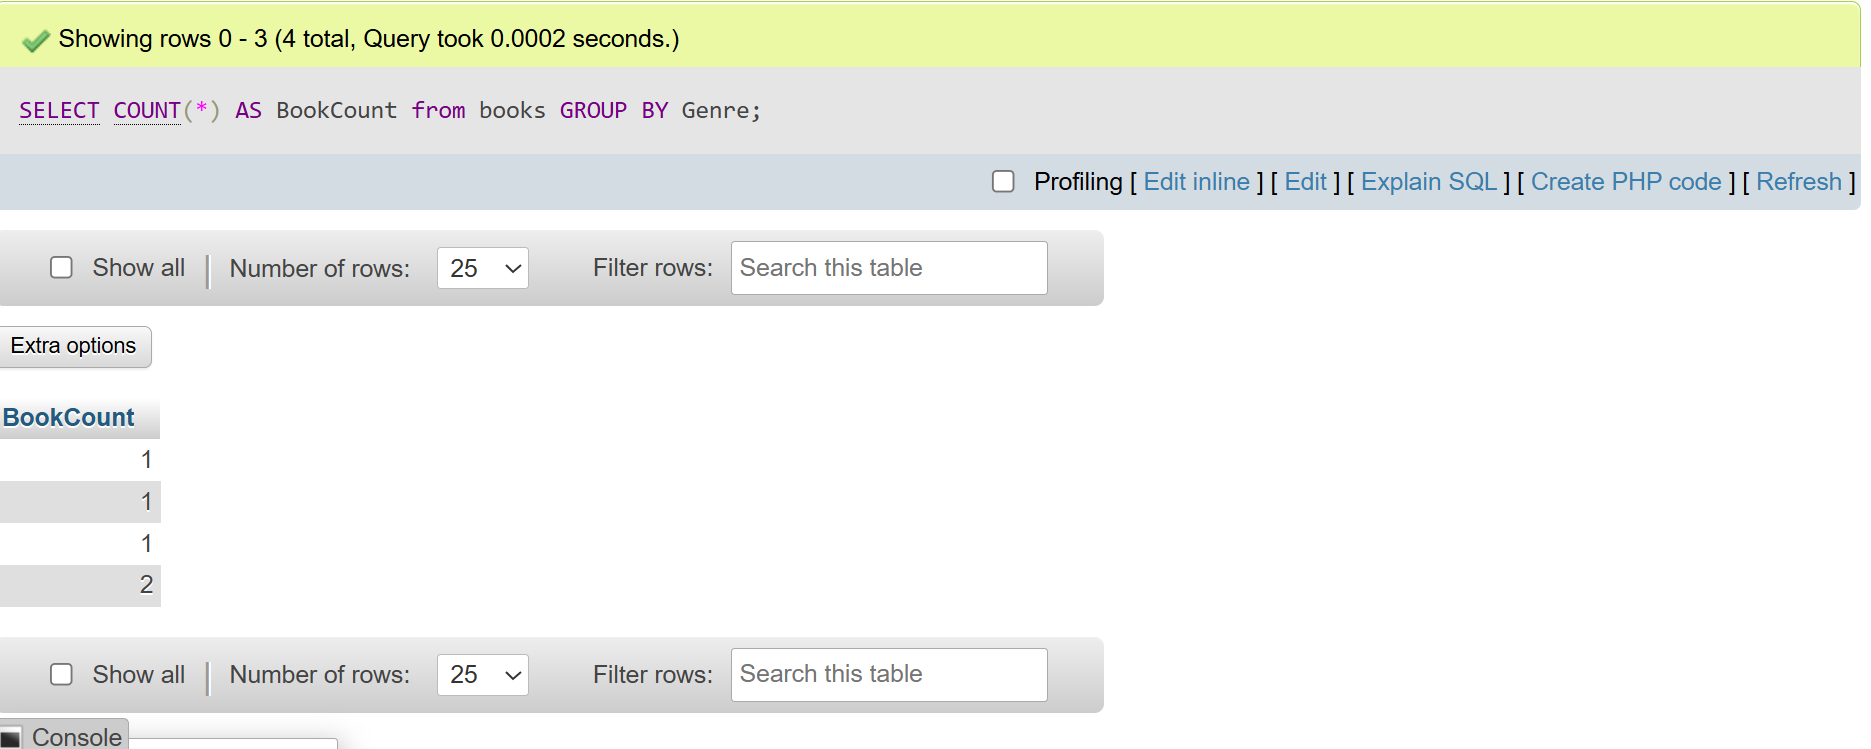 Showing rows 0 - 3 (4 total, Query took 0.0002 seconds.)
SELECT COUNT(*) AS BookCount from books GROUP BY Genre;
Profiling [ Edit inline ] [ Edit ] [ Explain SQL ] [ Create PHP code ] [ Refresh ]
Show all | Number of rows: 25 Filter rows: Search this table
Extra options
BookCount
1
1
1
2
Show all | Number of rows: 25 Filter rows: Search this table
Console